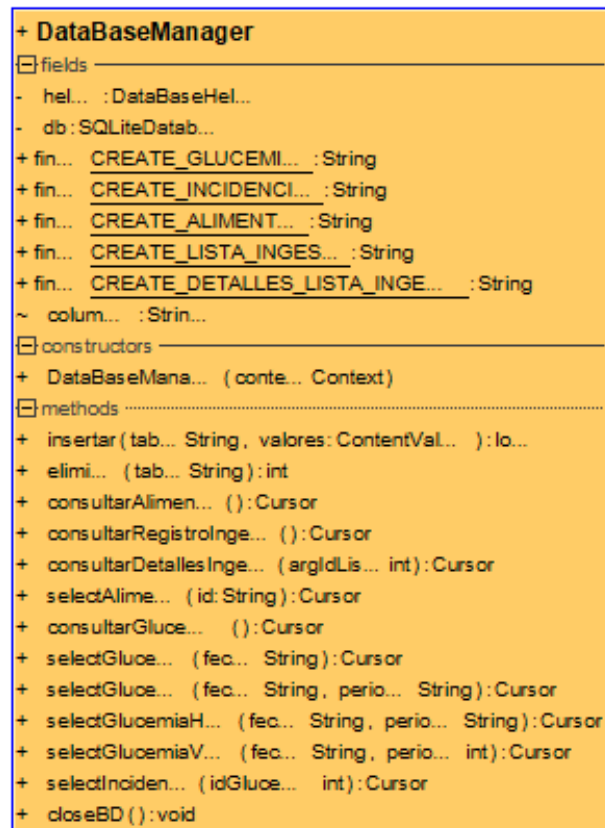 + DataBaseManager
fields
- hel... :DataBaseHel...
- db:SQLiteDatab...
+ fin... CREATE_GLUCEMI... :String
+ fin... CREATE_INCIDENCI... :String
+ fin... CREATE_ALIMENT... :String
+ fin... CREATE_LISTA_INGES... :String
+ fin... CREATE_DETALLES_LISTA_INGE... :String
~ colum... :Strin...
constructors
+ DataBaseMana... (conte... Context)
methods
+ insertar(tab... String, valores:ContentVal... ):lo...
+ elimi... (tab... String):int
+ consultarAlimen... ():Cursor
+ consultarRegistroInge... ():Cursor
+ consultarDetallesInge... (argIdLis... int):Cursor
+ selectAlime... (id:String):Cursor
+ consultarGluce... ():Cursor
+ selectGluce... (fec... String):Cursor
+ selectGluce... (fec... String, perio... String):Cursor
+ selectGlucemiaH... (fec... String, perio... String):Cursor
+ selectGlucemiaV... (fec... String, perio... int):Cursor
+ selectInciden... (idGluce... int):Cursor
+ closeBD():void